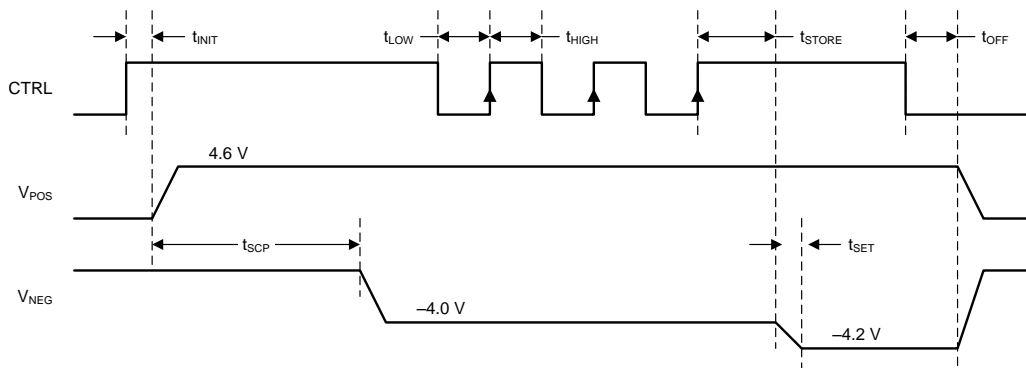 tINIT
tLOW
tHIGH
tSTORE
tOFF
CTRL
4.6 V
VPOS
tSCP
tSET
VNEG
–4.0 V
–4.2 V